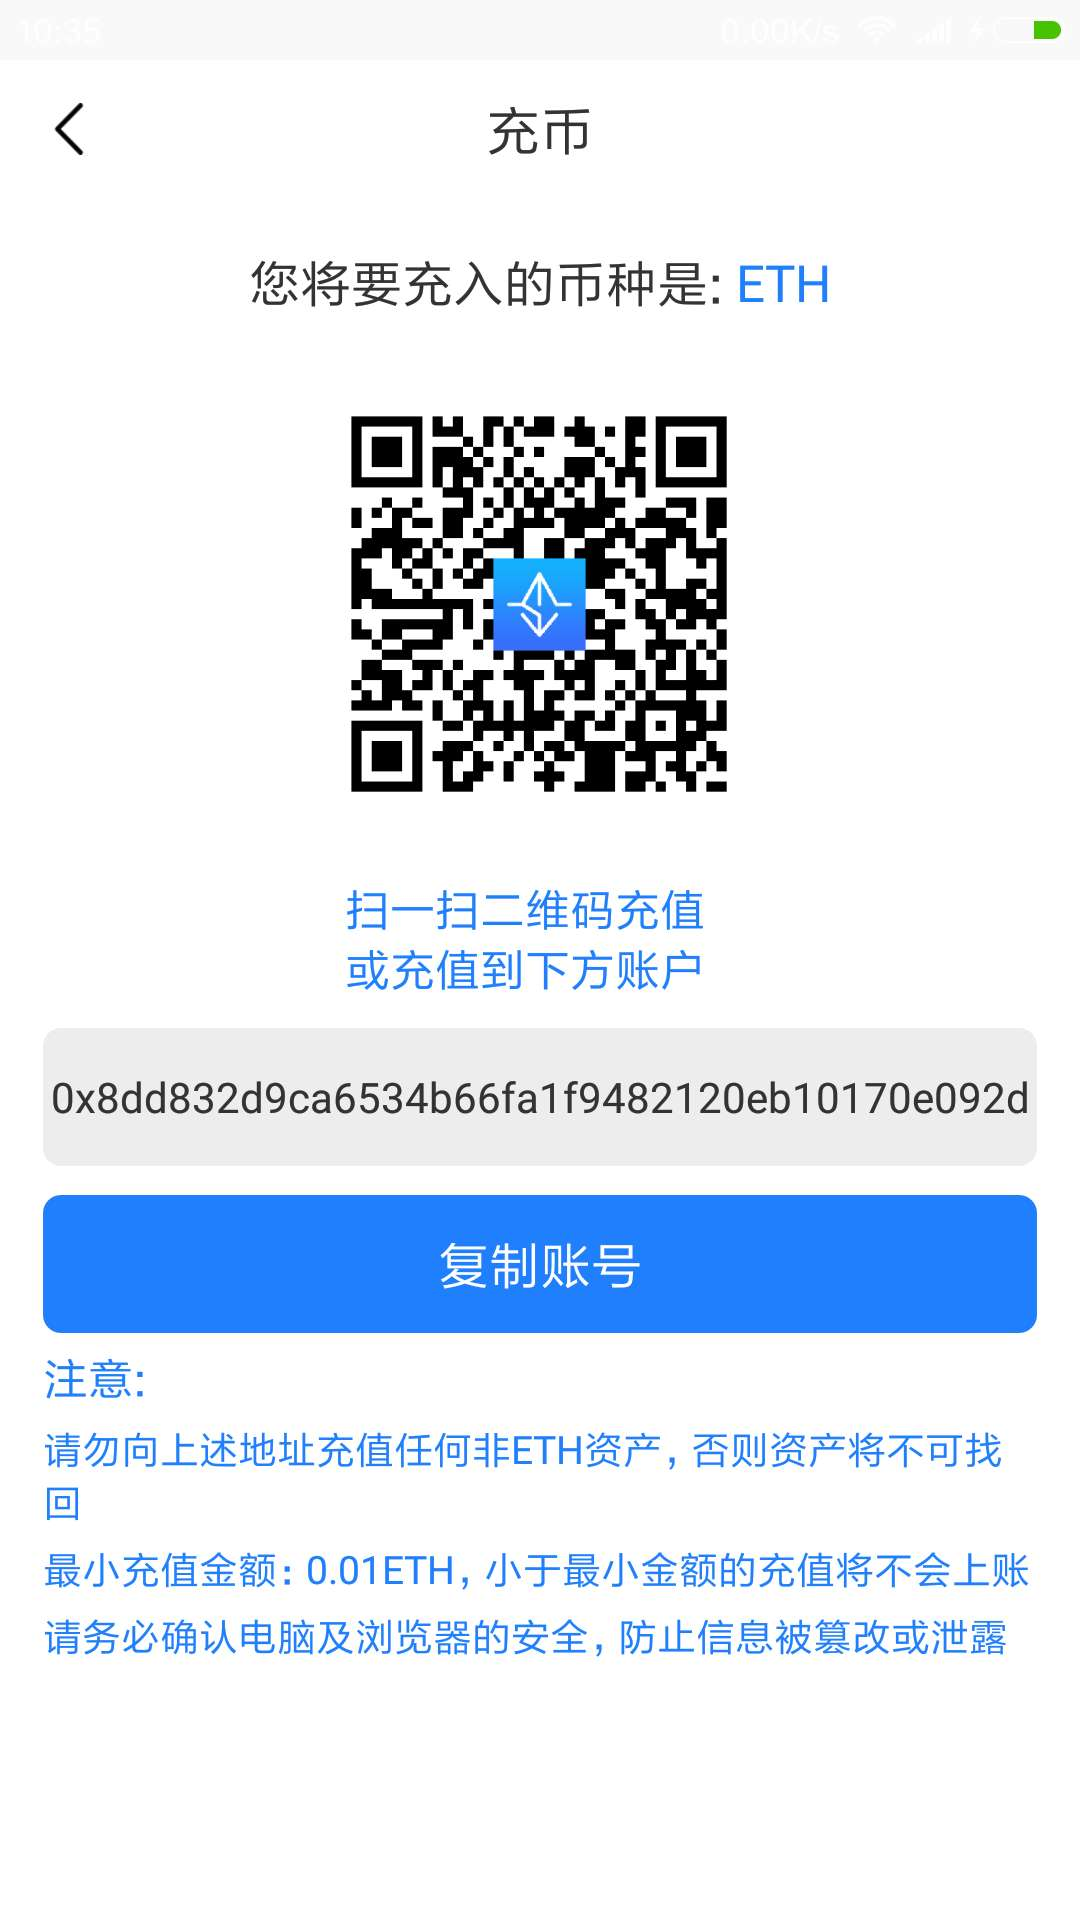 10:35
0.00K/s
充币
您将要充入的币种是: ETH
扫一扫二维码充值
或充值到下方账户
0x8dd832d9ca6534b66fa1f9482120eb10170e092d
复制账号
注意:
请勿向上述地址充值任何非ETH资产, 否则资产将不可找
回
最小充值金额: 0.01ETH, 小于最小金额的充值将不会上账
请务必确认电脑及浏览器的安全, 防止信息被篡改或泄露